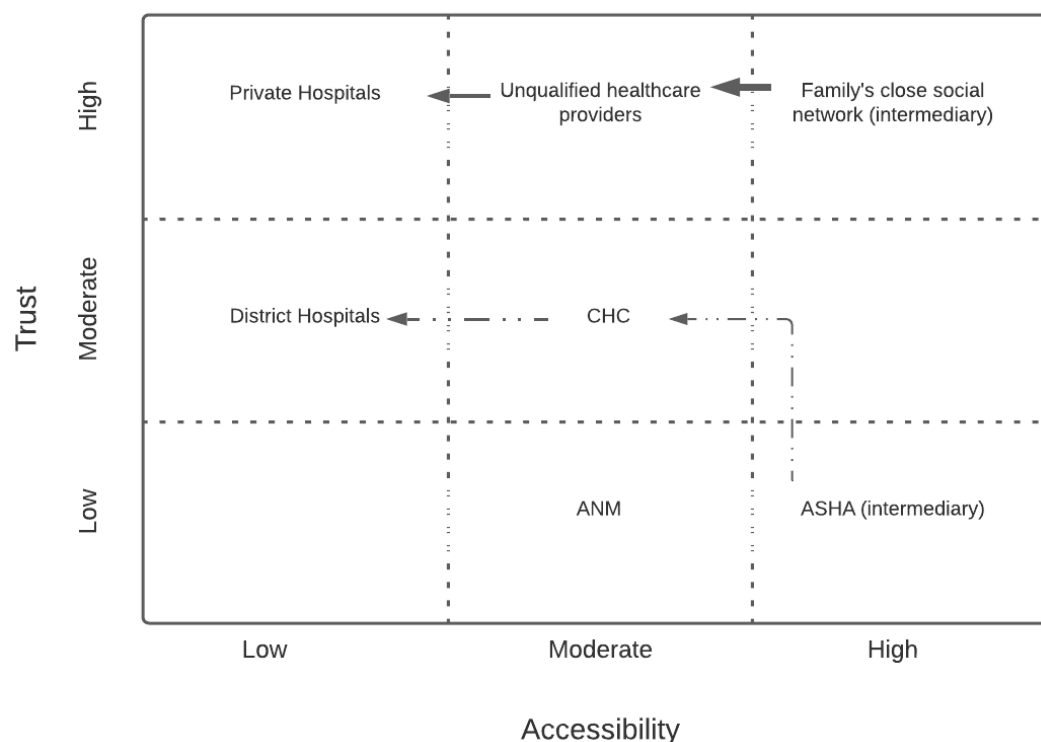 Trust
High
Moderate
Low
Private Hospitals
Unqualified healthcare
providers
Family's close social
network (intermediary)
District Hospitals
CHC
ANM
ASHA (intermediary)
Low
Moderate
High
Accessibility